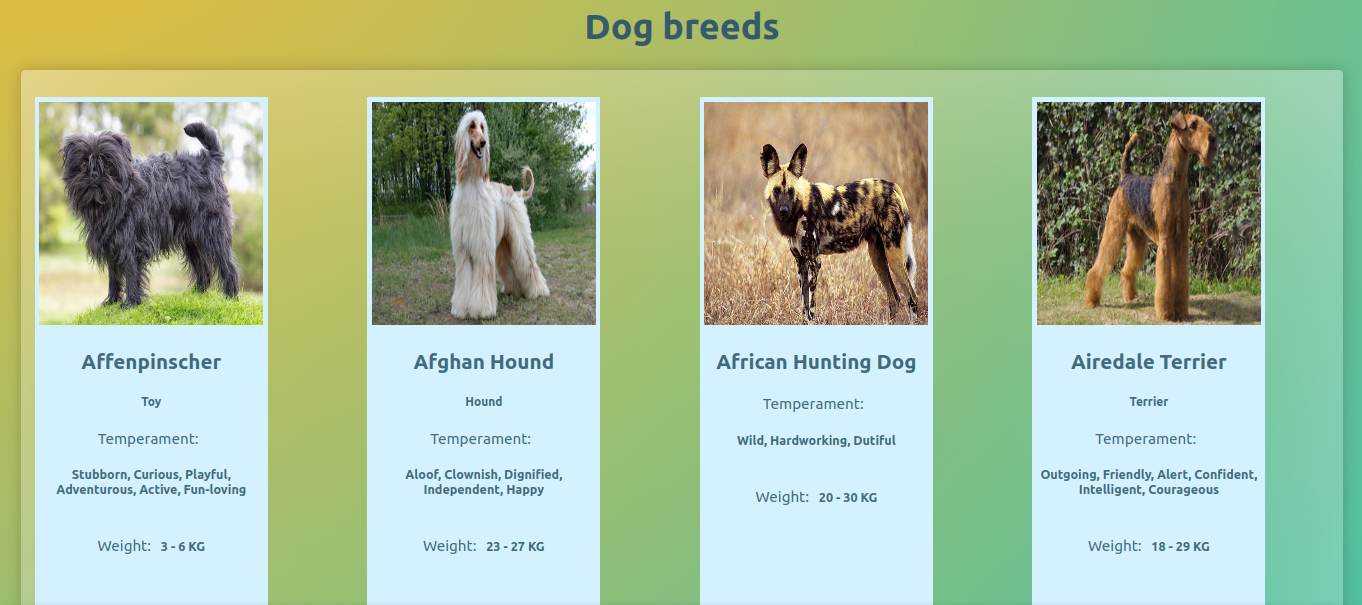 Dog breeds
Affenpinscher
Toy
Temperament:
Stubborn, Curious, Playful,
Adventurous, Active, Fun-loving
Weight: 3 - 6 KG
Afghan Hound
Hound
Temperament:
Aloof, Clownish, Dignified,
Independent, Happy
Weight: 23 - 27 KG
African Hunting Dog
Temperament:
Wild, Hardworking, Dutiful
Weight: 20 - 30 KG
Airedale Terrier
Terrier
Temperament:
Outgoing, Friendly, Alert, Confident,
Intelligent, Courageous
Weight: 18 - 29 KG